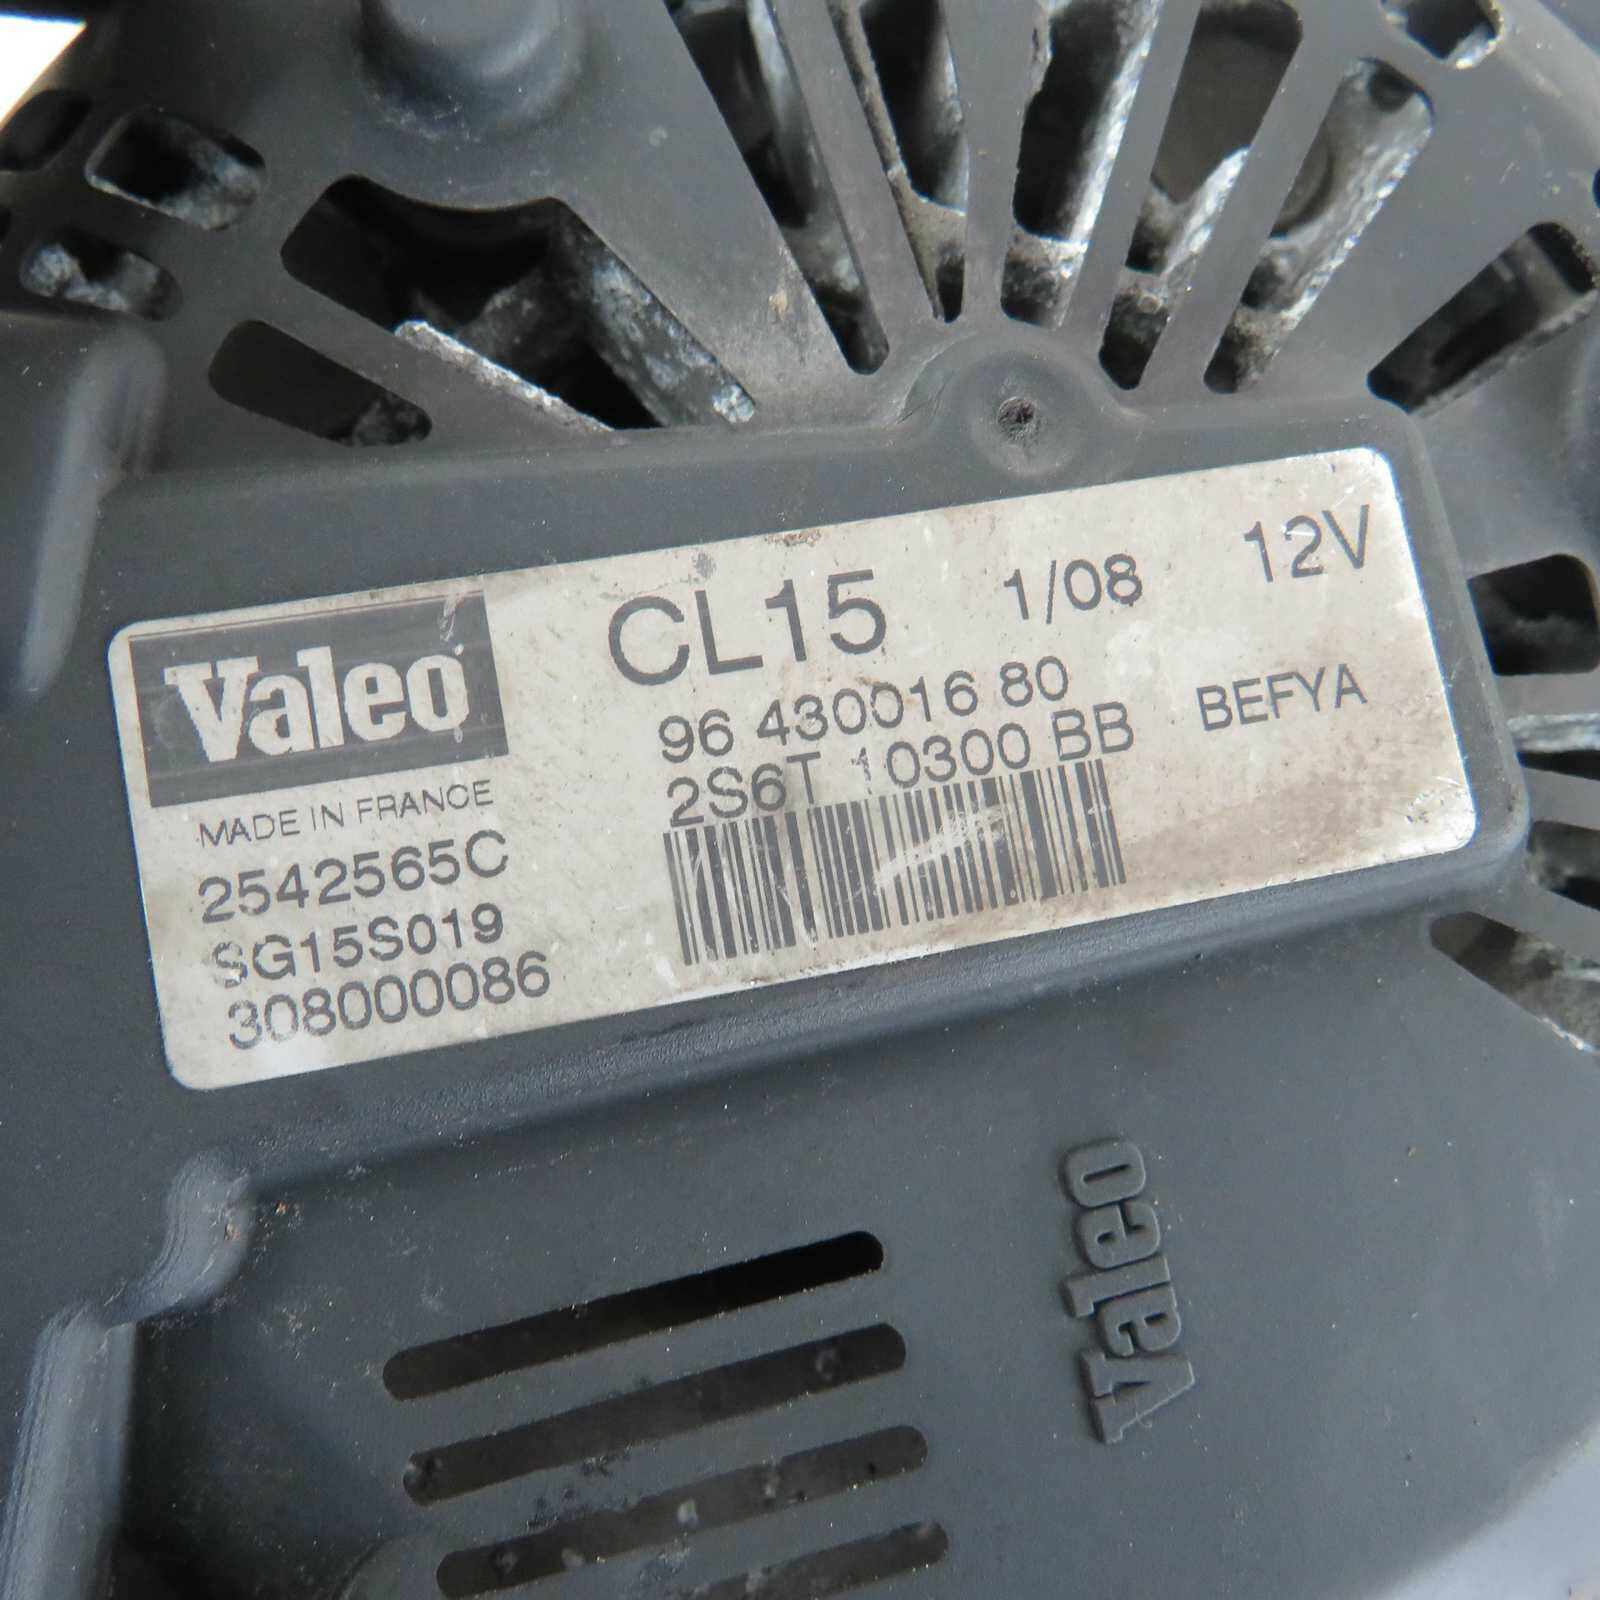 Valeo
CL15 1/08 12V
96 430016 80
2S6T 10300 BB BEFYA
MADE IN FRANCE
2542565C
SG15S019
308000086
Valeo